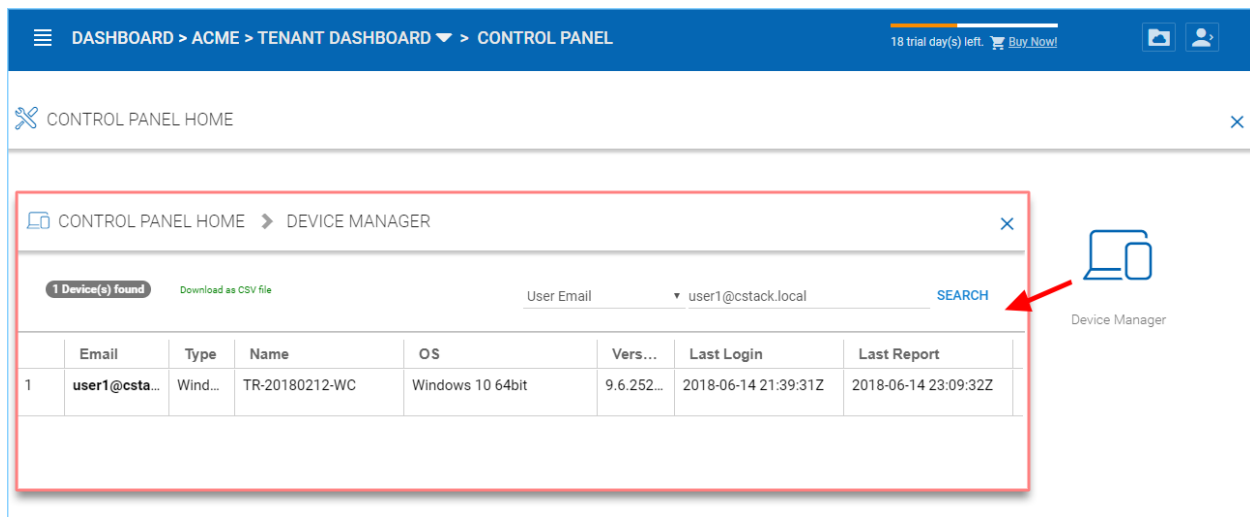 DASHBOARD > ACME > TENANT DASHBOARD > CONTROL PANEL
18 trial day(s) left. Buy Now!
CONTROL PANEL HOME
CONTROL PANEL HOME DEVICE MANAGER
1 Device(s) found Download as CSV file User Email user1@cstack.local SEARCH
Device Manager
Email Type Name OS Vers... Last Login Last Report
1 user1@csta... Wind... TR-20180212-WC Windows 10 64bit 9.6.252... 2018-06-14 21:39:31Z 2018-06-14 23:09:32Z